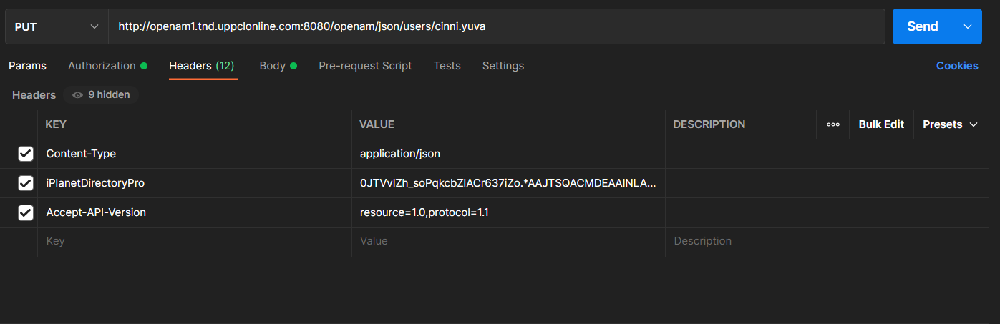 PUT http://openam1.tnd.uppclonline.com:8080/openam/json/users/cinni.yuva Send
Params Authorization Headers (12) Body Pre-request Script Tests Settings Cookies
Headers 9 hidden
KEY VALUE DESCRIPTION ooo Bulk Edit Presets
Content-Type application/json
iPlanetDirectoryPro 0JTVvlZh_soPqkcbZlACr637iZo.*AAJTSQACMDEAAlNLA...
Accept-API-Version resource=1.0,protocol=1.1
Key Value Description